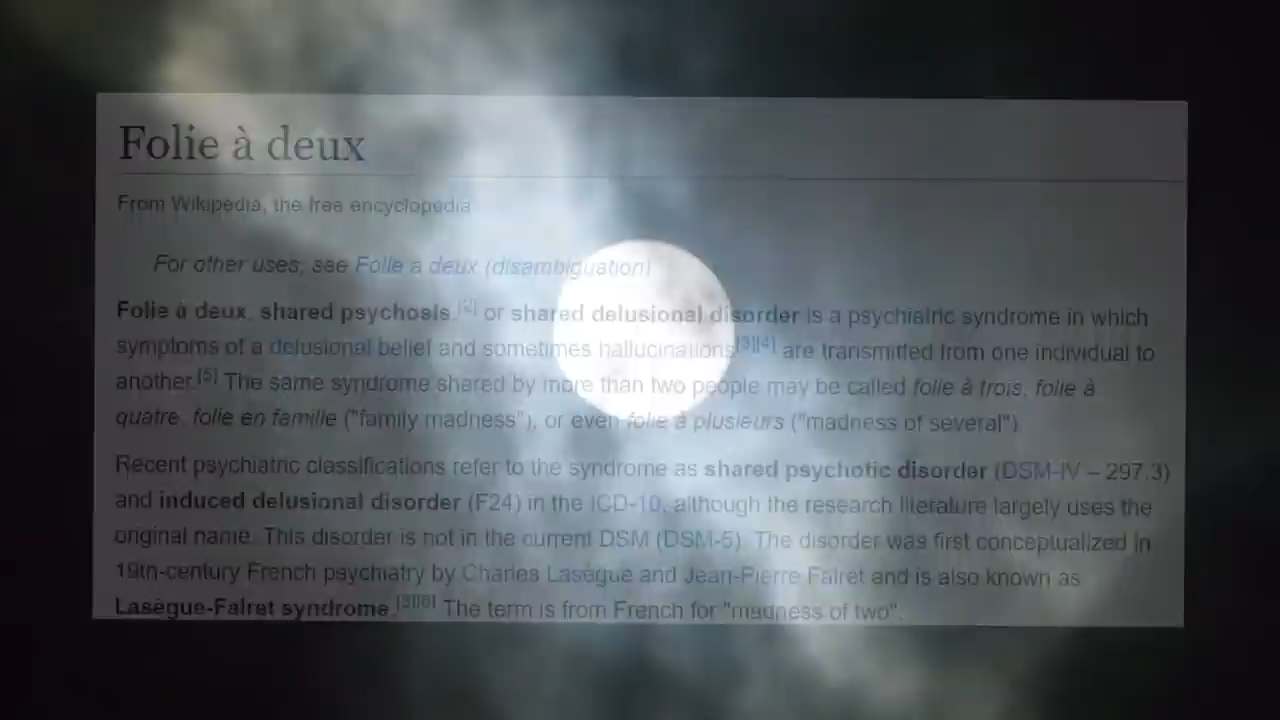 Folie à deux
From Wikipedia, the free encyclopedia
For other uses, see Folie a deux (disambiguation)
Folie à deux, shared psychosis,[2] or shared delusional disorder is a psychiatric syndrome in which
symptoms of a delusional belief and sometimes hallucinations[3][4] are transmitted from one individual to
another.[5] The same syndrome shared by more than two people may be called folie à trois, folie à
quatre, folie en famille ("family madness"), or even folie à plusieurs ("madness of several").
Recent psychiatric classifications refer to the syndrome as shared psychotic disorder (DSM-IV – 297.3)
and induced delusional disorder (F24) in the ICD-10, although the research literature largely uses the
original name. This disorder is not in the current DSM (DSM-5). The disorder was first conceptualized in
19th-century French psychiatry by Charles Lasègue and Jean-Pierre Falret and is also known as
Lasègue-Falret syndrome.[3][6] The term is from French for "madness of two".